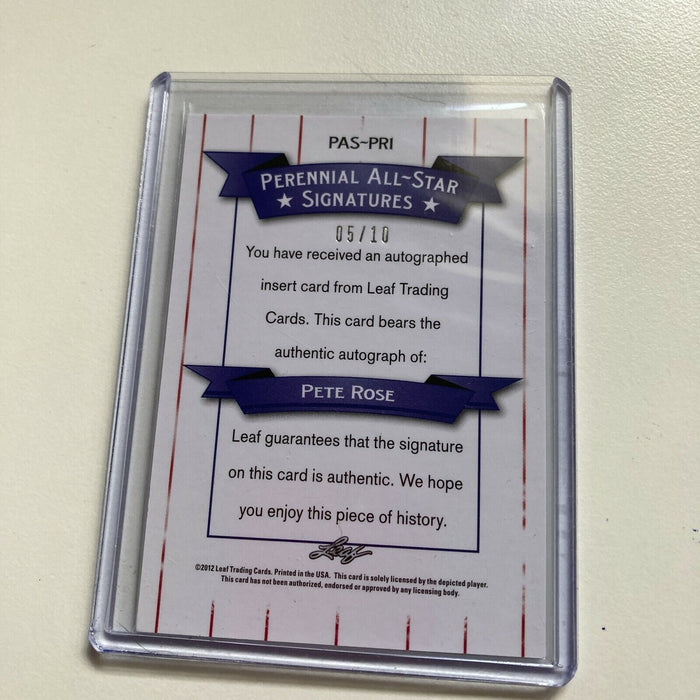 PAS-PR1
PERENNIAL ALL-STAR
★ SIGNATURES ★
05/10
You have received an autographed
insert card from Leaf Trading
Cards. This card bears the
authentic autograph of:
PETE ROSE
Leaf guarantees that the signature
on this card is authentic. We hope
you enjoy this piece of history.
Leaf
©2012 Leaf Trading Cards. Printed in the USA. This card is solely licensed by the depicted player.
This card has not been authorized, endorsed or approved by any licensing body.